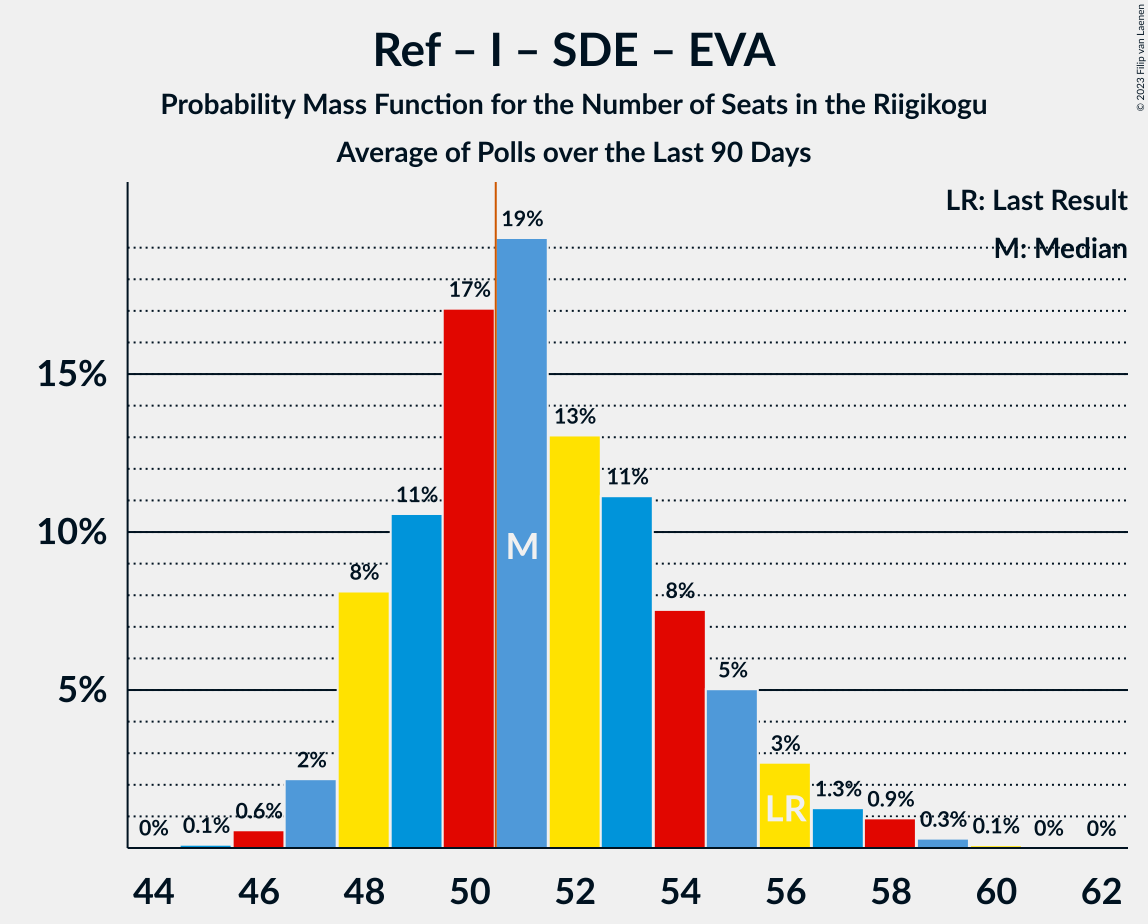 Ref – I – SDE – EVA
Probability Mass Function for the Number of Seats in the Riigikogu
Average of Polls over the Last 90 Days
© 2023 Filip van Laenen
LR: Last Result
M: Median
15%
10%
5%
0%
0.1%
0.6%
2%
8%
11%
17%
19%
13%
11%
8%
5%
3%
1.3%
0.9%
0.3%
0.1%
0%
0%
M
LR
44 46 48 50 52 54 56 58 60 62